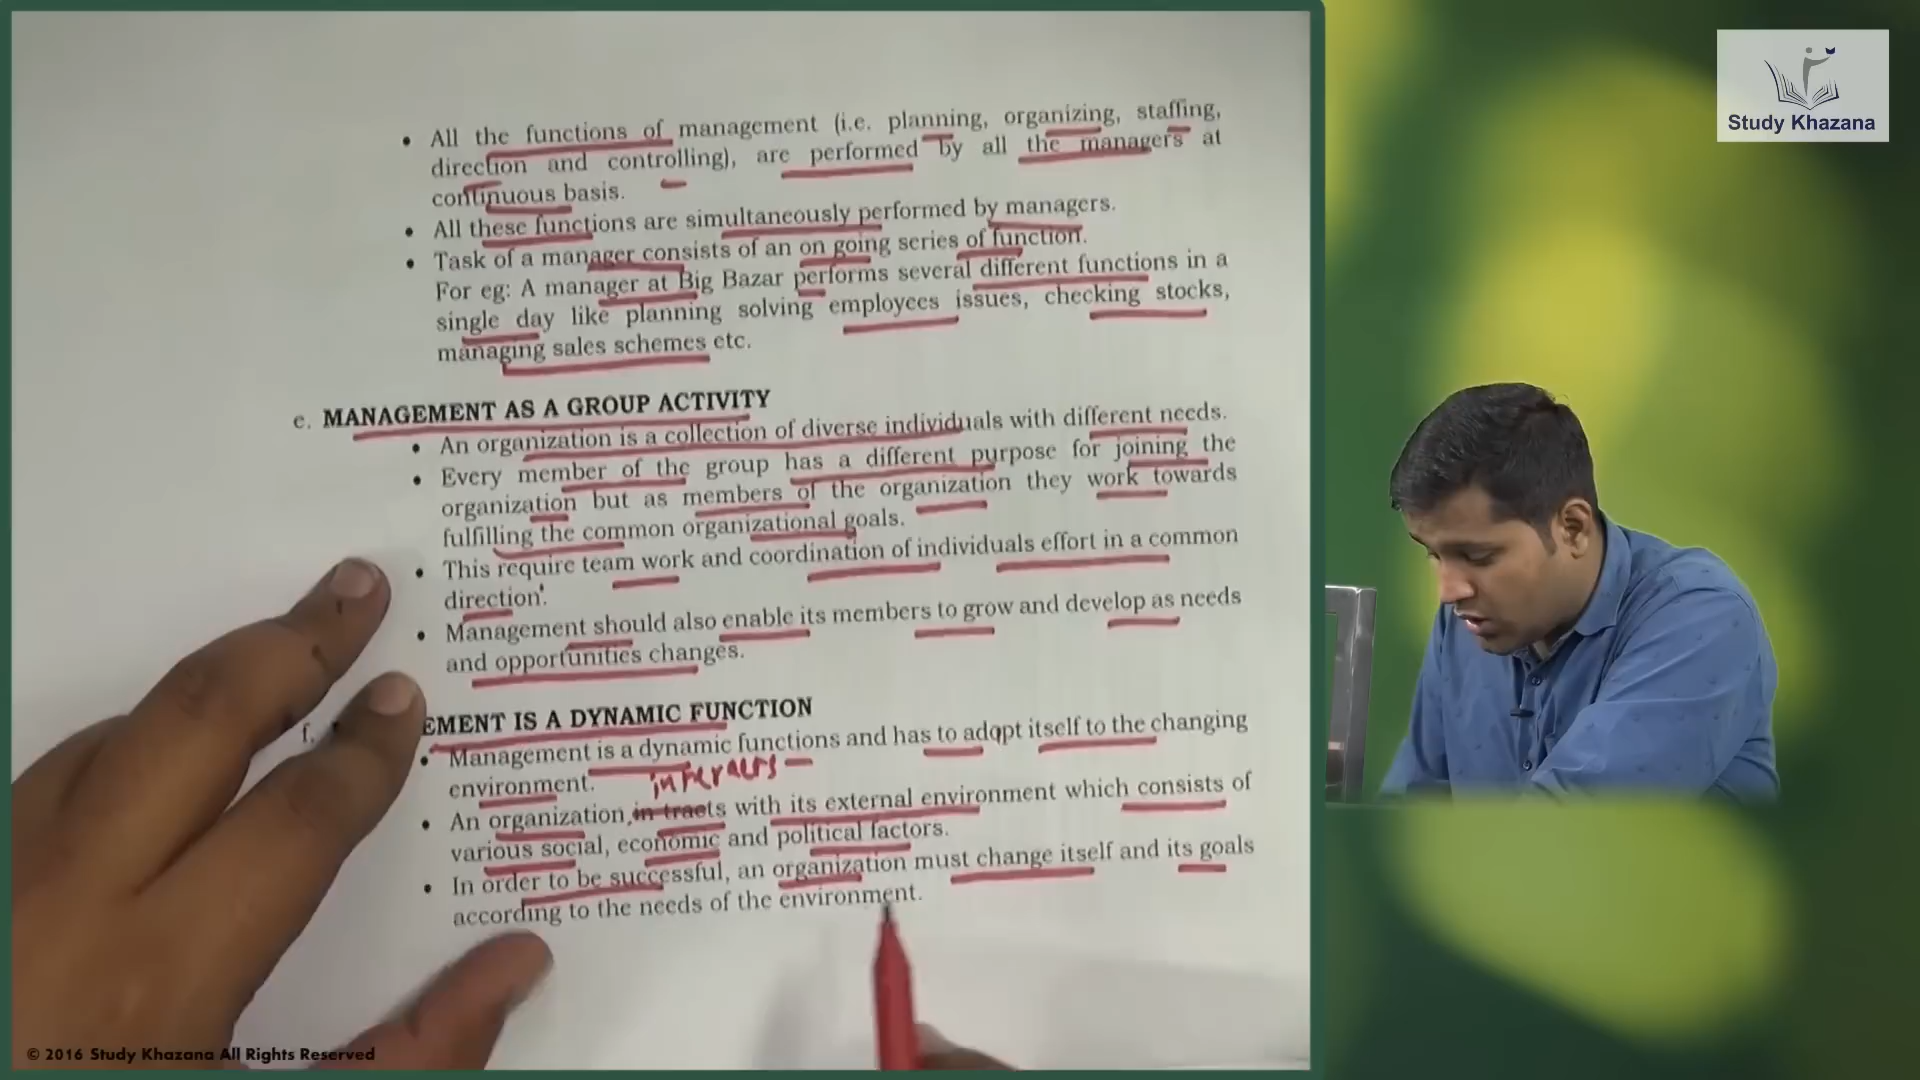 • All the functions of management (i.e. planning, organizing, staffing,
direction and controlling), are performed by all the managers at
continuous basis.
• All these functions are simultaneously performed by managers.
• Task of a manager consists of an on going series of function.
For eg: A manager at Big Bazar performs several different functions in a
single day like planning solving employees issues, checking stocks,
managing sales schemes etc.
e. MANAGEMENT AS A GROUP ACTIVITY
• An organization is a collection of diverse individuals with different needs.
• Every member of the group has a different purpose for joining the
organization but as members of the organization they work towards
fulfilling the common organizational goals.
• This require team work and coordination of individuals effort in a common
direction'.
• Management should also enable its members to grow and develop as needs
and opportunities changes.
f. EMENT IS A DYNAMIC FUNCTION
• Management is a dynamic functions and has to adopt itself to the changing
environment.
interacts
• An organization, in tracts with its external environment which consists of
various social, economic and political factors.
• In order to be successful, an organization must change itself and its goals
according to the needs of the environment.
Study Khazana
© 2016 Study Khazana All Rights Reserved